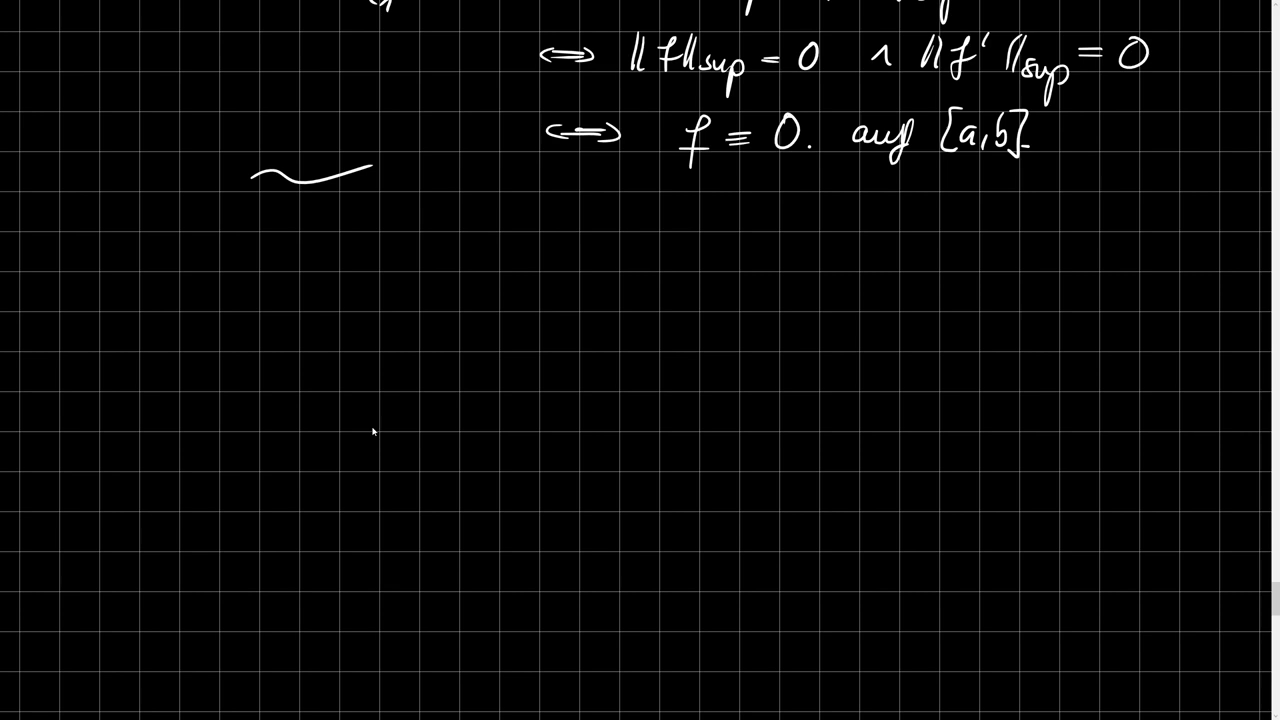 ⟺ ‖f‖sup = 0 ∧ ‖f'‖sup = 0
⟺ f ≡ 0. auf [a,b].